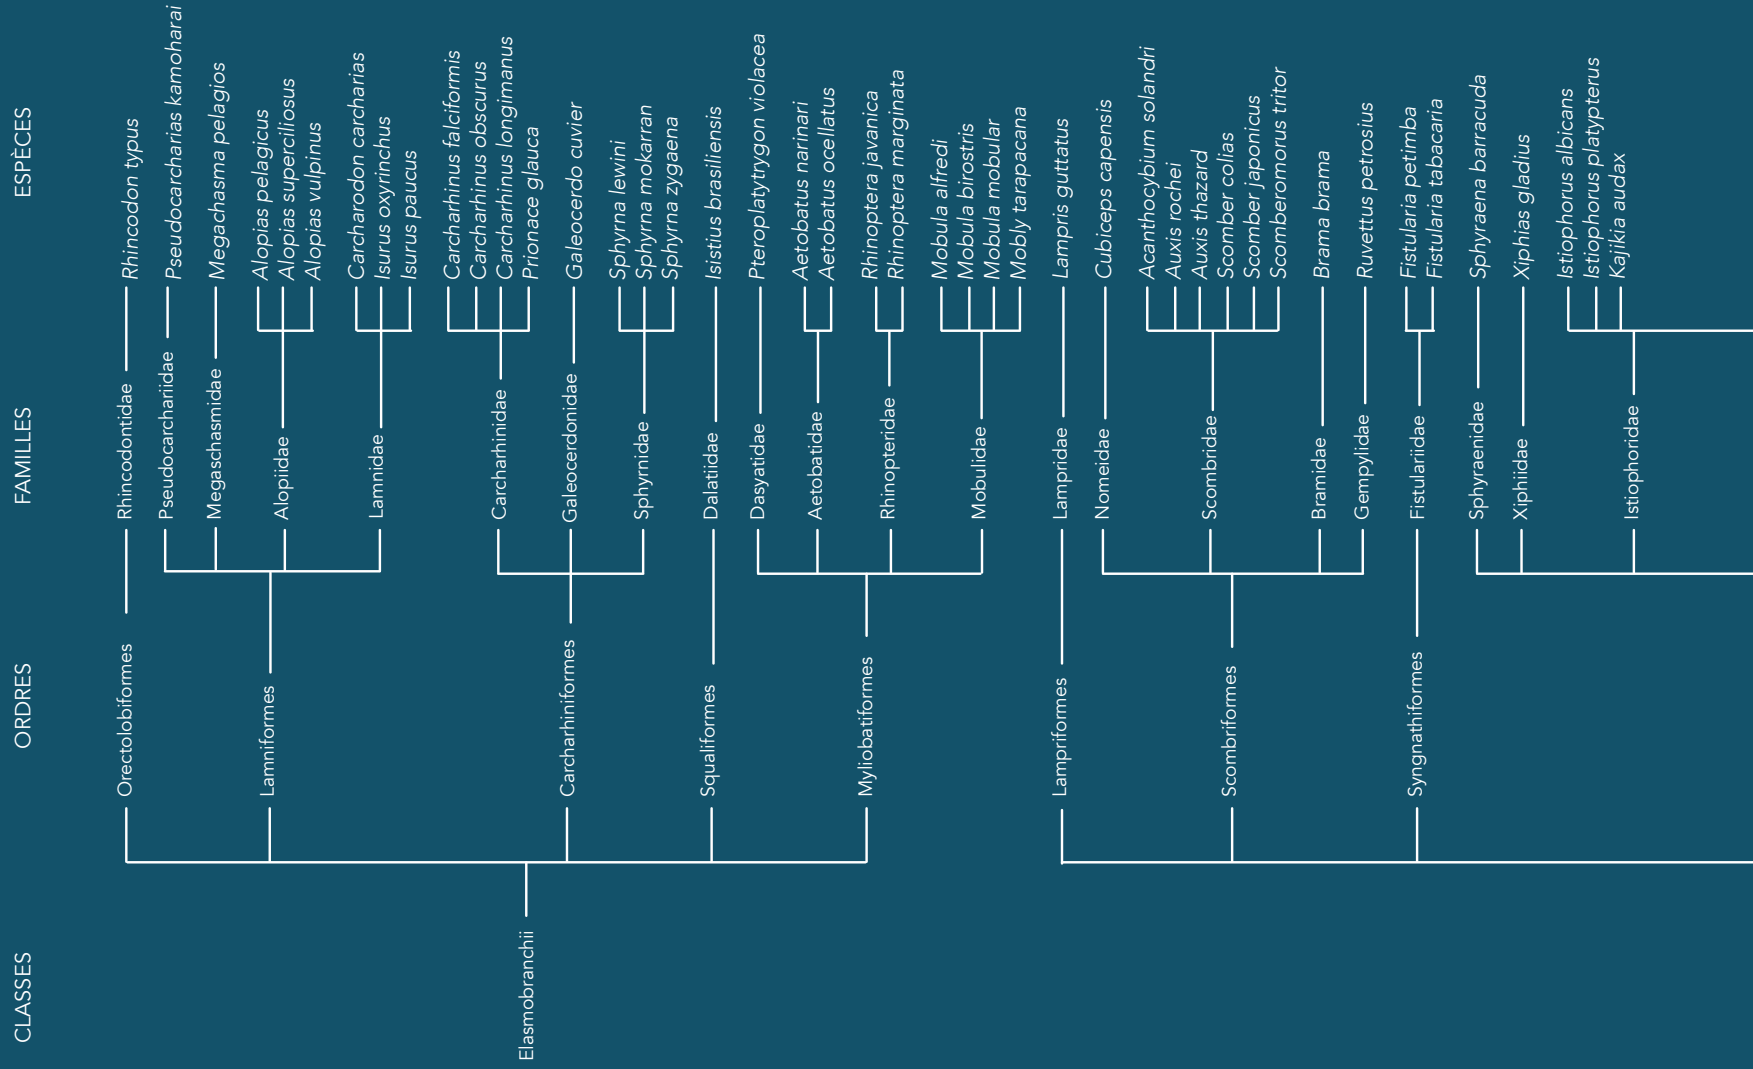 CLASSES
ORDRES
FAMILLES
ESPÈCES
Elasmobranchii
Orectolobiformes
Lamniformes
Carcharhiniformes
Squaliformes
Myliobatiformes
Lampriformes
Scombriformes
Syngnathiformes
Rhincodontidae
Pseudocarchariidae
Megaschasmidae
Alopiidae
Lamnidae
Carcharhinidae
Galeocerdonidae
Sphyrnidae
Dalatiidae
Dasyatidae
Aetobatidae
Rhinopteridae
Mobulidae
Lampridae
Nomeidae
Scombridae
Bramidae
Gempylidae
Fistulariidae
Sphyraenidae
Xiphiidae
Istiophoridae
Rhincodon typus
Pseudocarcharias kamoharai
Megachasma pelagios
Alopias pelagicus
Alopias superciliosus
Alopias vulpinus
Carcharodon carcharias
Isurus oxyrinchus
Isurus paucus
Carcharhinus falciformis
Carcharhinus obscurus
Carcharhinus longimanus
Prionace glauca
Galeocerdo cuvier
Sphyrna lewini
Sphyrna mokarran
Sphyrna zygaena
Isistius brasiliensis
Pteroplatytrygon violacea
Aetobatus narinari
Aetobatus ocellatus
Rhinoptera javanica
Rhinoptera marginata
Mobula alfredi
Mobula birostris
Mobula mobular
Mobly tarapacana
Lampris guttatus
Cubiceps capensis
Acanthocybium solandri
Auxis rochei
Auxis thazard
Scomber colias
Scomber japonicus
Scomberomorus tritor
Brama brama
Ruvettus petrosius
Fistularia petimba
Fistularia tabacaria
Sphyraena barracuda
Xiphias gladius
Istiophorus albicans
Istiophorus platypterus
Kajikia audax